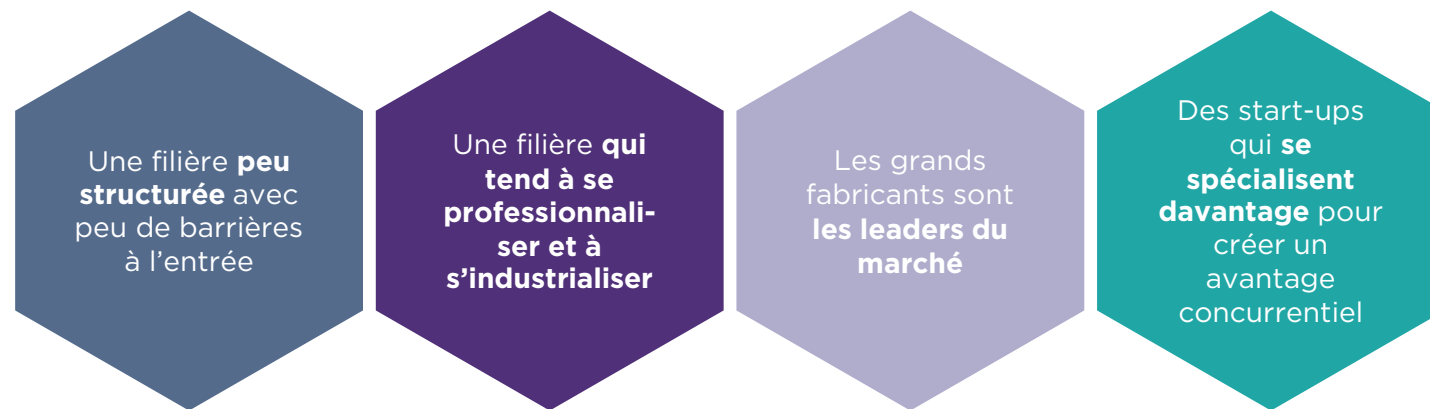 Une filière peu
structurée avec
peu de barrières
à l’entrée
Une filière qui
tend à se
professionnali-
ser et à
s’industrialiser
Les grands
fabricants sont
les leaders du
marché
Des start-ups
qui se
spécialisent
davantage pour
créer un
avantage
concurrentiel